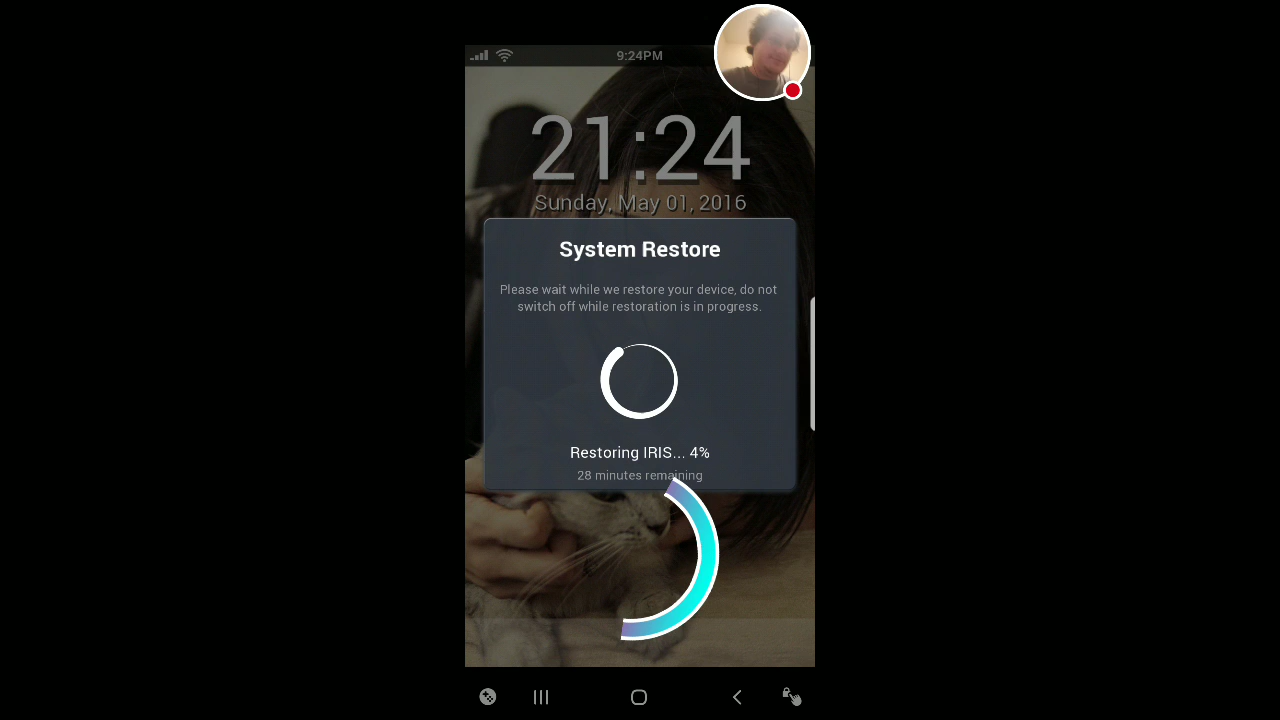 9:24PM
21:24
Sunday, May 01, 2016
System Restore
Please wait while we restore your device, do not
switch off while restoration is in progress.
Restoring IRIS... 4%
28 minutes remaining